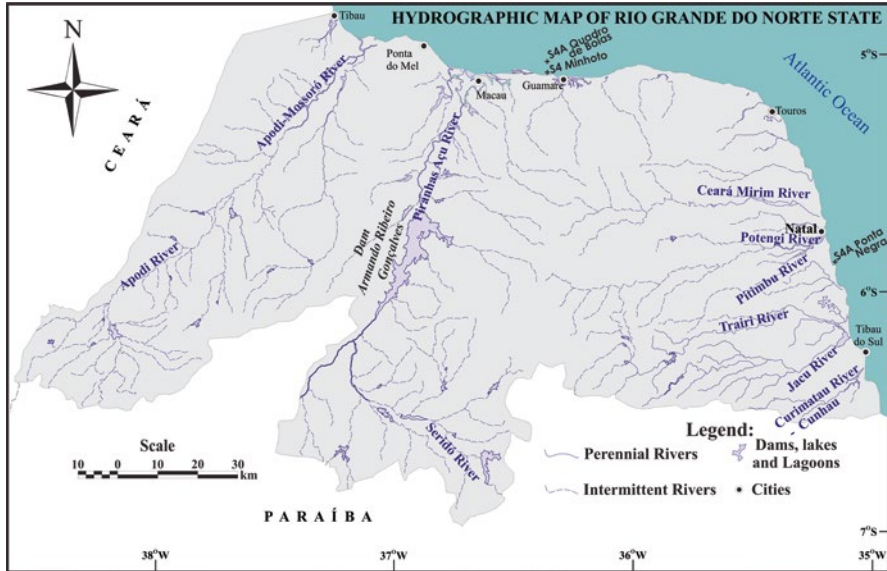 HYDROGRAPHIC MAP OF RIO GRANDE DO NORTE STATE
N
CEARÁ
Tibau
Ponta
do Mel
Macau
S4A Quadro
de Boias
S4 Minhoto
Guamare
5°S
Atlantic Ocean
Touros
Apodi-Mossoró River
Piranhas Açu River
Ceará Mirim River
Natal
Potengi River
S4A Ponta
Negra
Dam
Armando Ribeiro
Gonçalves
Apodi River
Pitimbu River
6°S
Trairi River
Tibau
do Sul
Jacu River
Curimatau River
- Cunhau
Seridó River
Scale
10 0 10 20 30
km
PARAÍBA
Legend:
Perennial Rivers
Dams, lakes
and Lagoons
Intermittent Rivers
Cities
7°S
38°W
37°W
36°W
35°W